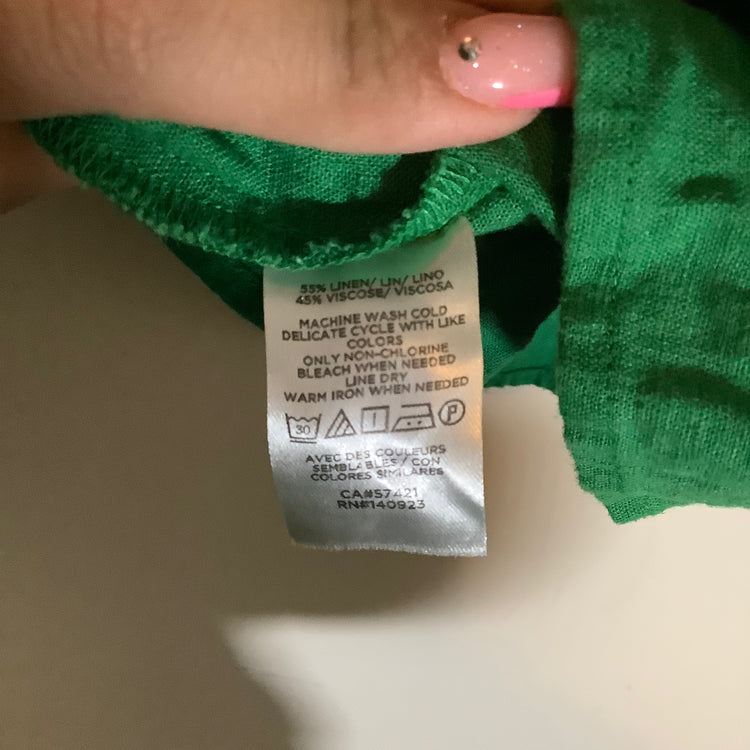 55% LINEN/ LIN/ LINO
45% VISCOSE/ VISCOSA
MACHINE WASH COLD
DELICATE CYCLE WITH LIKE
COLORS
ONLY NON-CHLORINE
BLEACH WHEN NEEDED
LINE DRY
WARM IRON WHEN NEEDED
30 P
AVEC DES COULEURS
SEMBLABLES / CON
COLORES SIMILARES
CA#57421
RN#140923